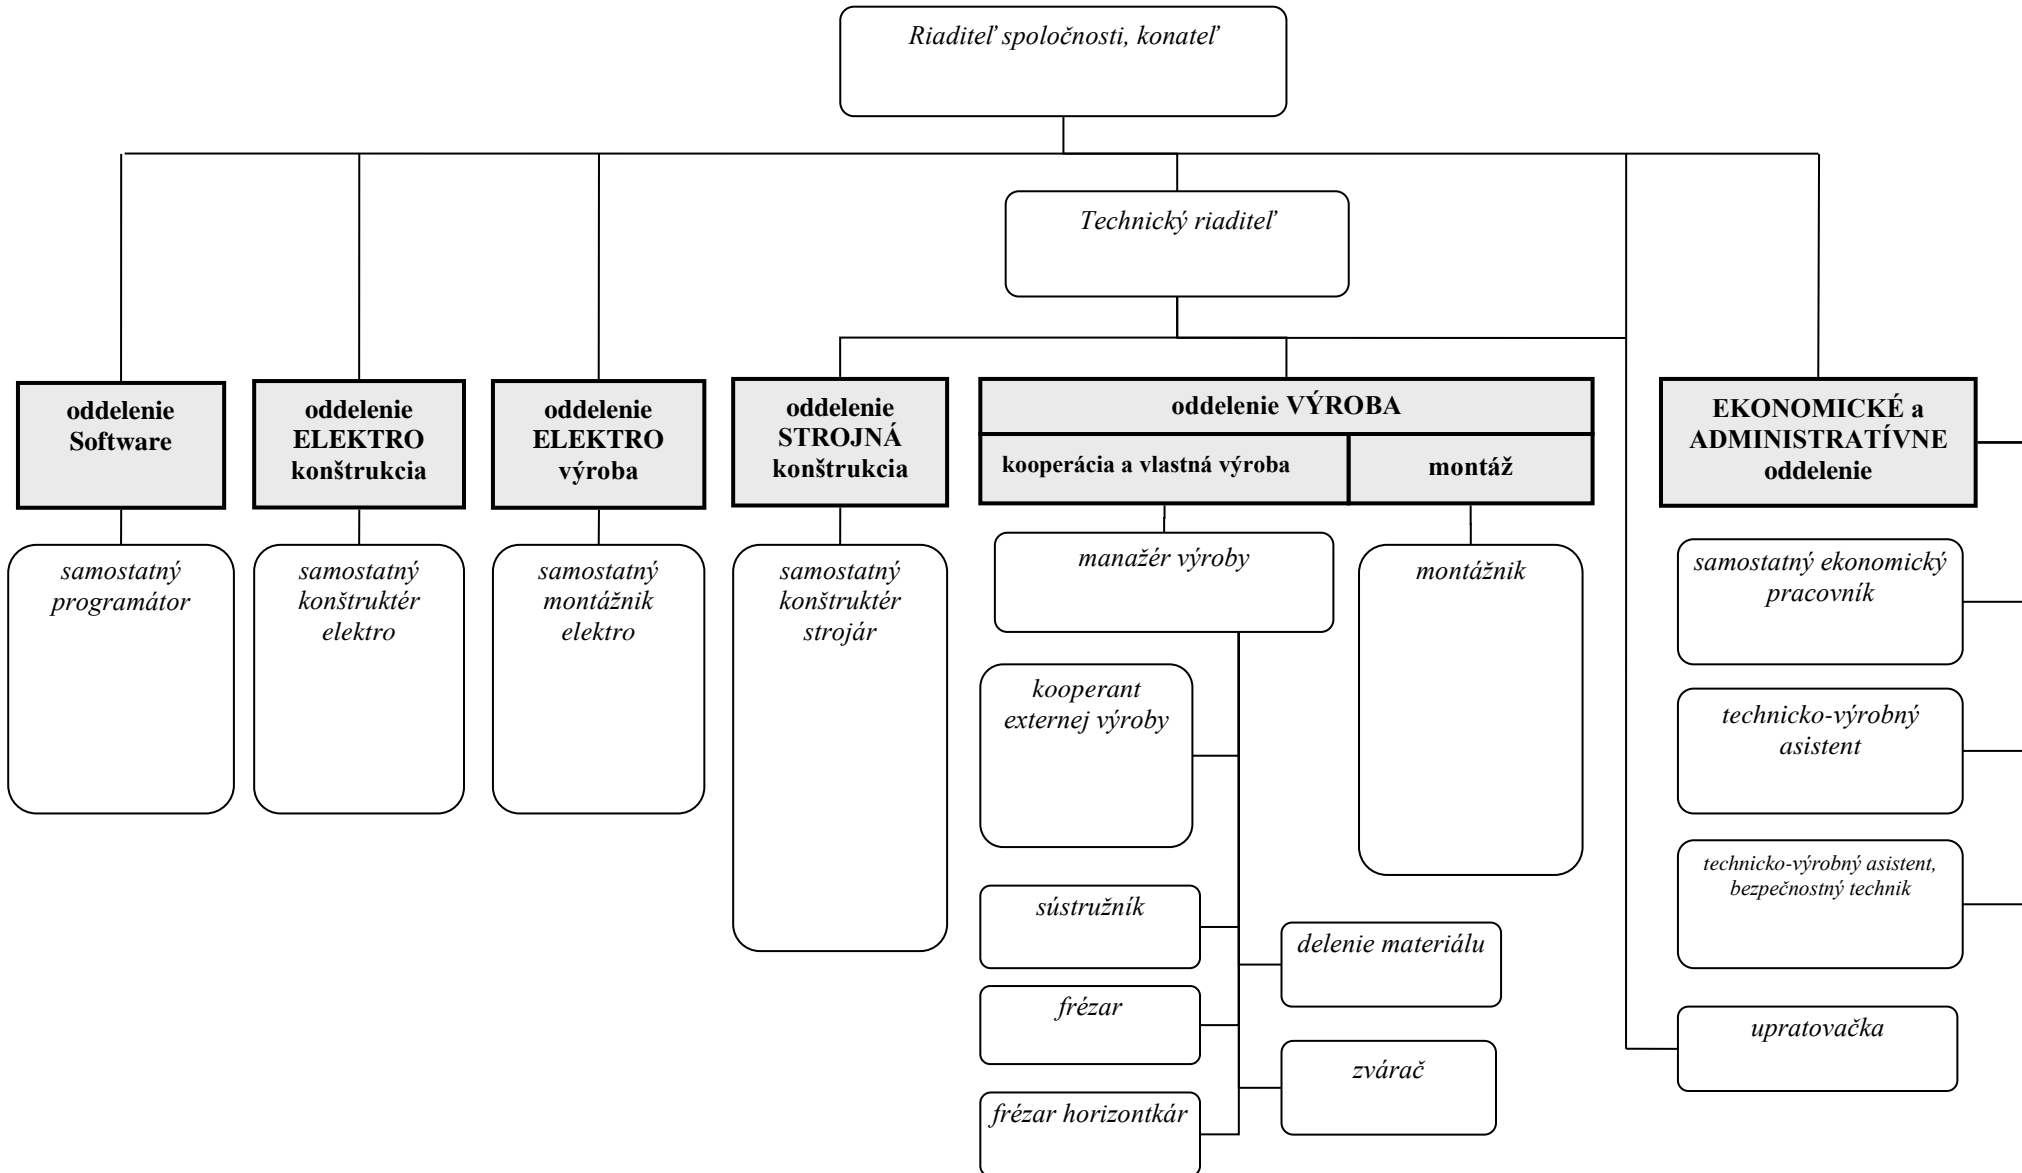 Riaditeľ spoločnosti, konateľ
Technický riaditeľ
oddelenie
Software
oddelenie
ELEKTRO
konštrukcia
oddelenie
ELEKTRO
výroba
oddelenie
STROJNÁ
konštrukcia
oddelenie VÝROBA
kooperácia a vlastná výroba
montáž
EKONOMICKÉ a
ADMINISTRATÍVNE
oddelenie
samostatný
programátor
samostatný
konštruktér
elektro
samostatný
montážnik
elektro
samostatný
konštruktér
strojár
manažér výroby
montážnik
samostatný ekonomický
pracovník
kooperant
externej výroby
technicko-výrobný
asistent
technicko-výrobný asistent,
bezpečnostný technik
sústružník
delenie materiálu
frézar
upratovačka
zvárač
frézar horizontkár